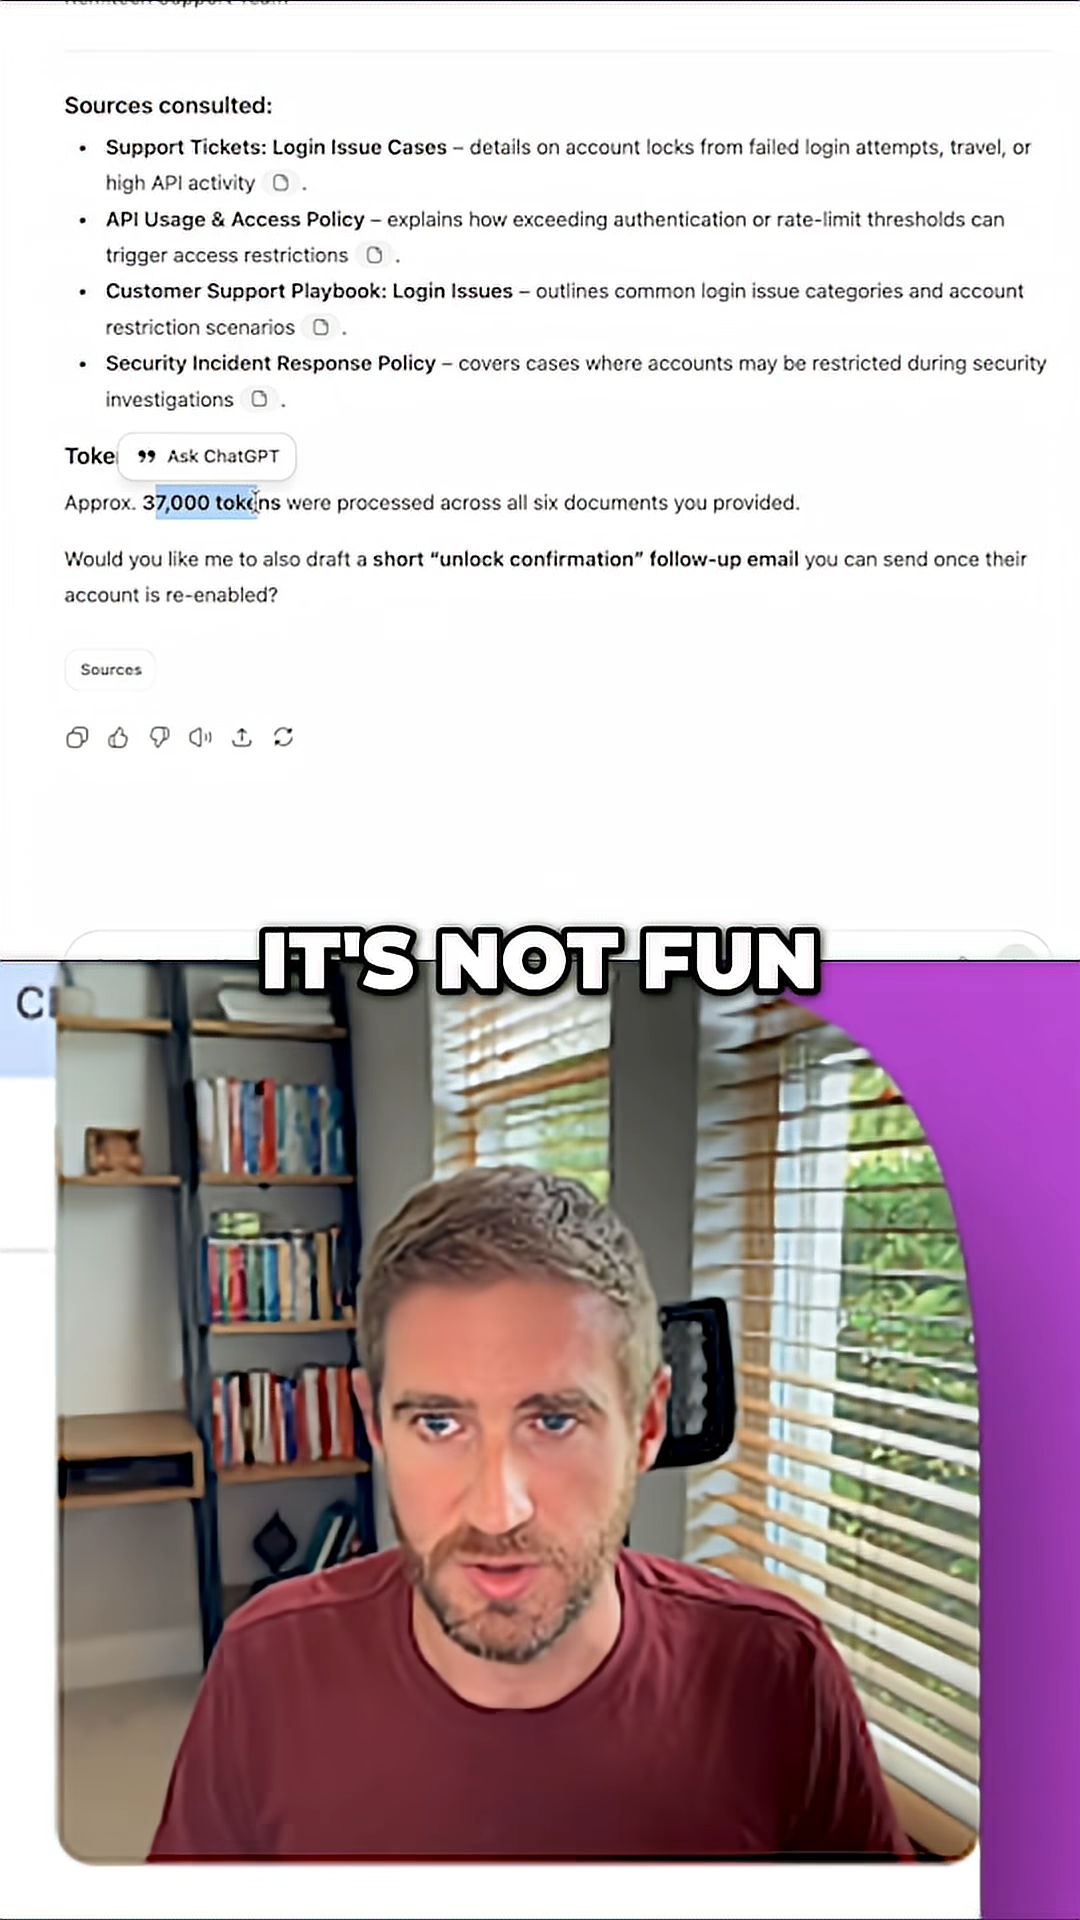 Sources consulted:
• Support Tickets: Login Issue Cases – details on account locks from failed login attempts, travel, or
high API activity .
• API Usage & Access Policy – explains how exceeding authentication or rate-limit thresholds can
trigger access restrictions .
• Customer Support Playbook: Login Issues – outlines common login issue categories and account
restriction scenarios .
• Security Incident Response Policy – covers cases where accounts may be restricted during security
investigations .
Toke
Ask ChatGPT
Approx. 37,000 tokens were processed across all six documents you provided.
Would you like me to also draft a short “unlock confirmation” follow-up email you can send once their
account is re-enabled?
Sources
IT'S NOT FUN